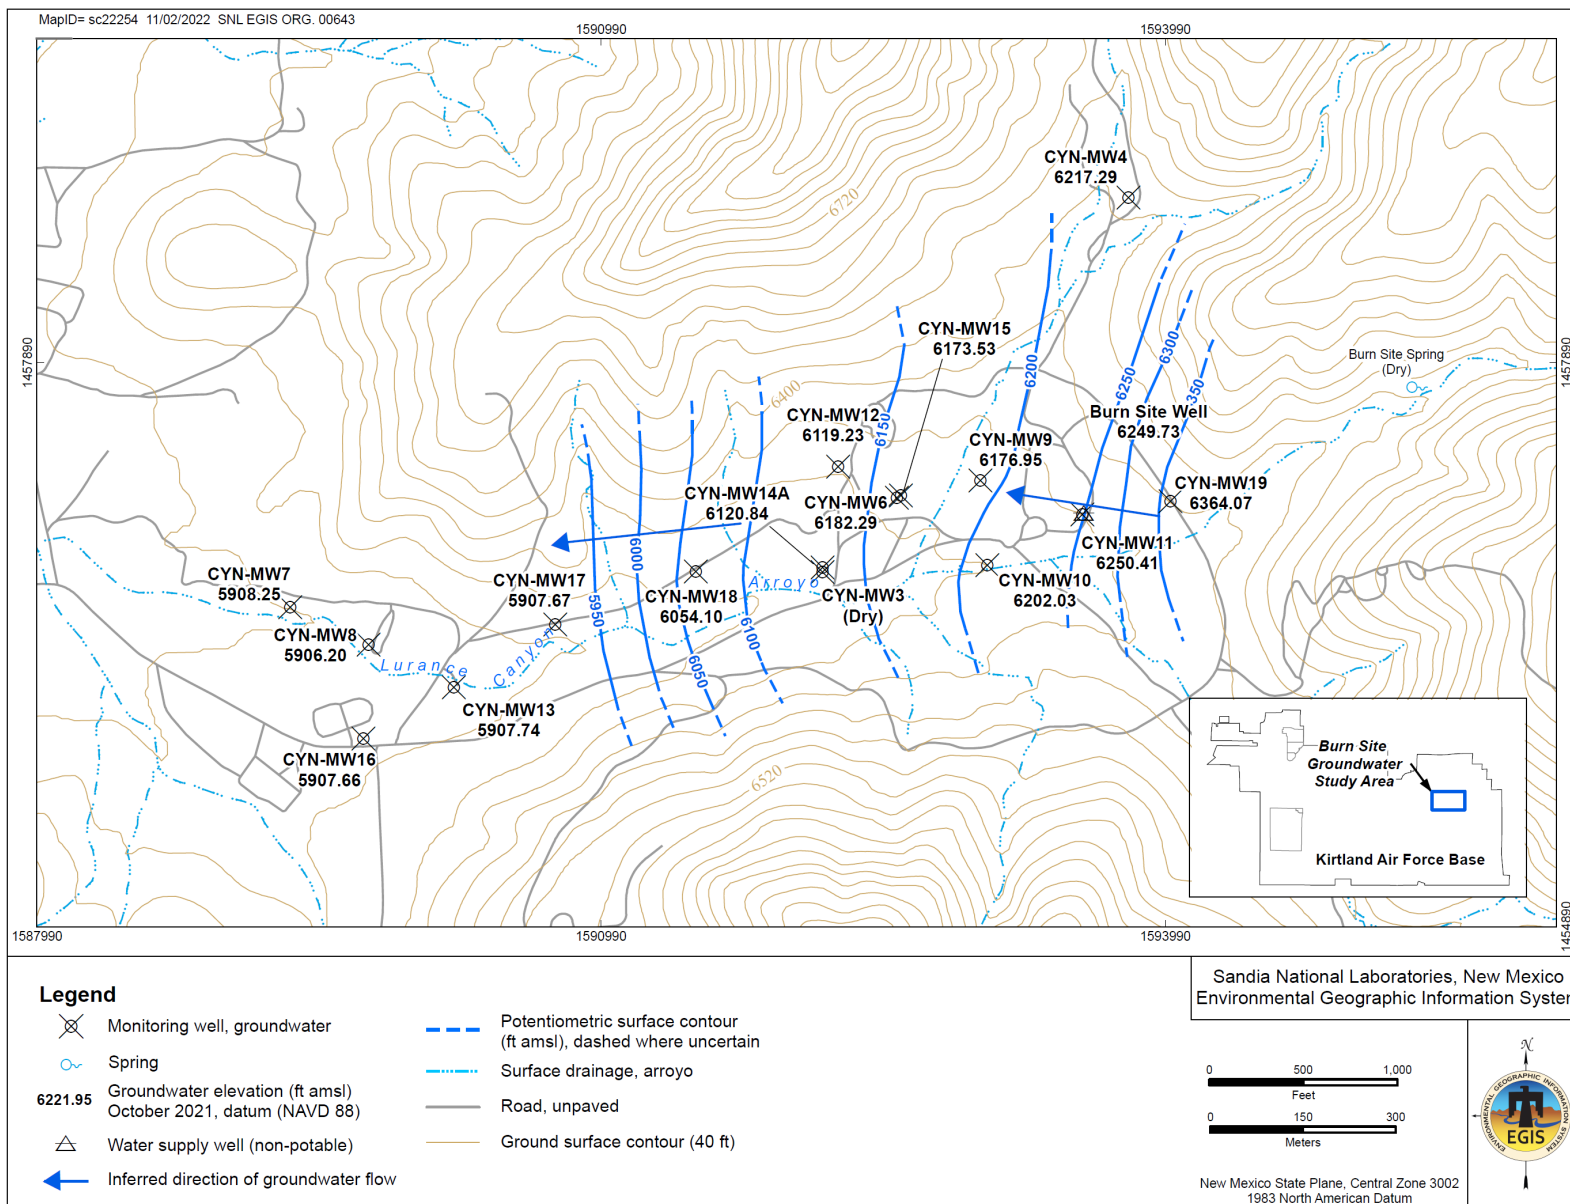 MapID= sc22254 11/02/2022 SNL EGIS ORG. 00643
1590990
1593990
CYN-MW4
6217.29
6720
CYN-MW15
6173.53
1457890
1457890
Burn Site Spring
(Dry)
6200
6300
6250
350
6400
6150
CYN-MW12
6119.23
Burn Site Well
6249.73
CYN-MW9
6176.95
CYN-MW14A
6120.84
CYN-MW6
6182.29
CYN-MW19
6364.07
CYN-MW11
6250.41
6000
CYN-MW7
5908.25
CYN-MW17
5907.67
5950
CYN-MW18
6054.10
Arroyo
CYN-MW3
(Dry)
CYN-MW10
6202.03
CYN-MW8
5906.20
6100
Lurance
Canyon
6050
CYN-MW13
5907.74
CYN-MW16
5907.66
6520
Burn Site
Groundwater
Study Area
Kirtland Air Force Base
1587990
1590990
1593990
1454890
Legend
Monitoring well, groundwater
Spring
6221.95
Groundwater elevation (ft amsl)
October 2021, datum (NAVD 88)
Water supply well (non-potable)
Inferred direction of groundwater flow
Potentiometric surface contour
(ft amsl), dashed where uncertain
Surface drainage, arroyo
Road, unpaved
Ground surface contour (40 ft)
Sandia National Laboratories, New Mexico
Environmental Geographic Information System
0 500 1,000
Feet
0 150 300
Meters
New Mexico State Plane, Central Zone 3002
1983 North American Datum
N
ENVIRONMENTAL GEOGRAPHIC INFORMATION SYSTEM
EGIS